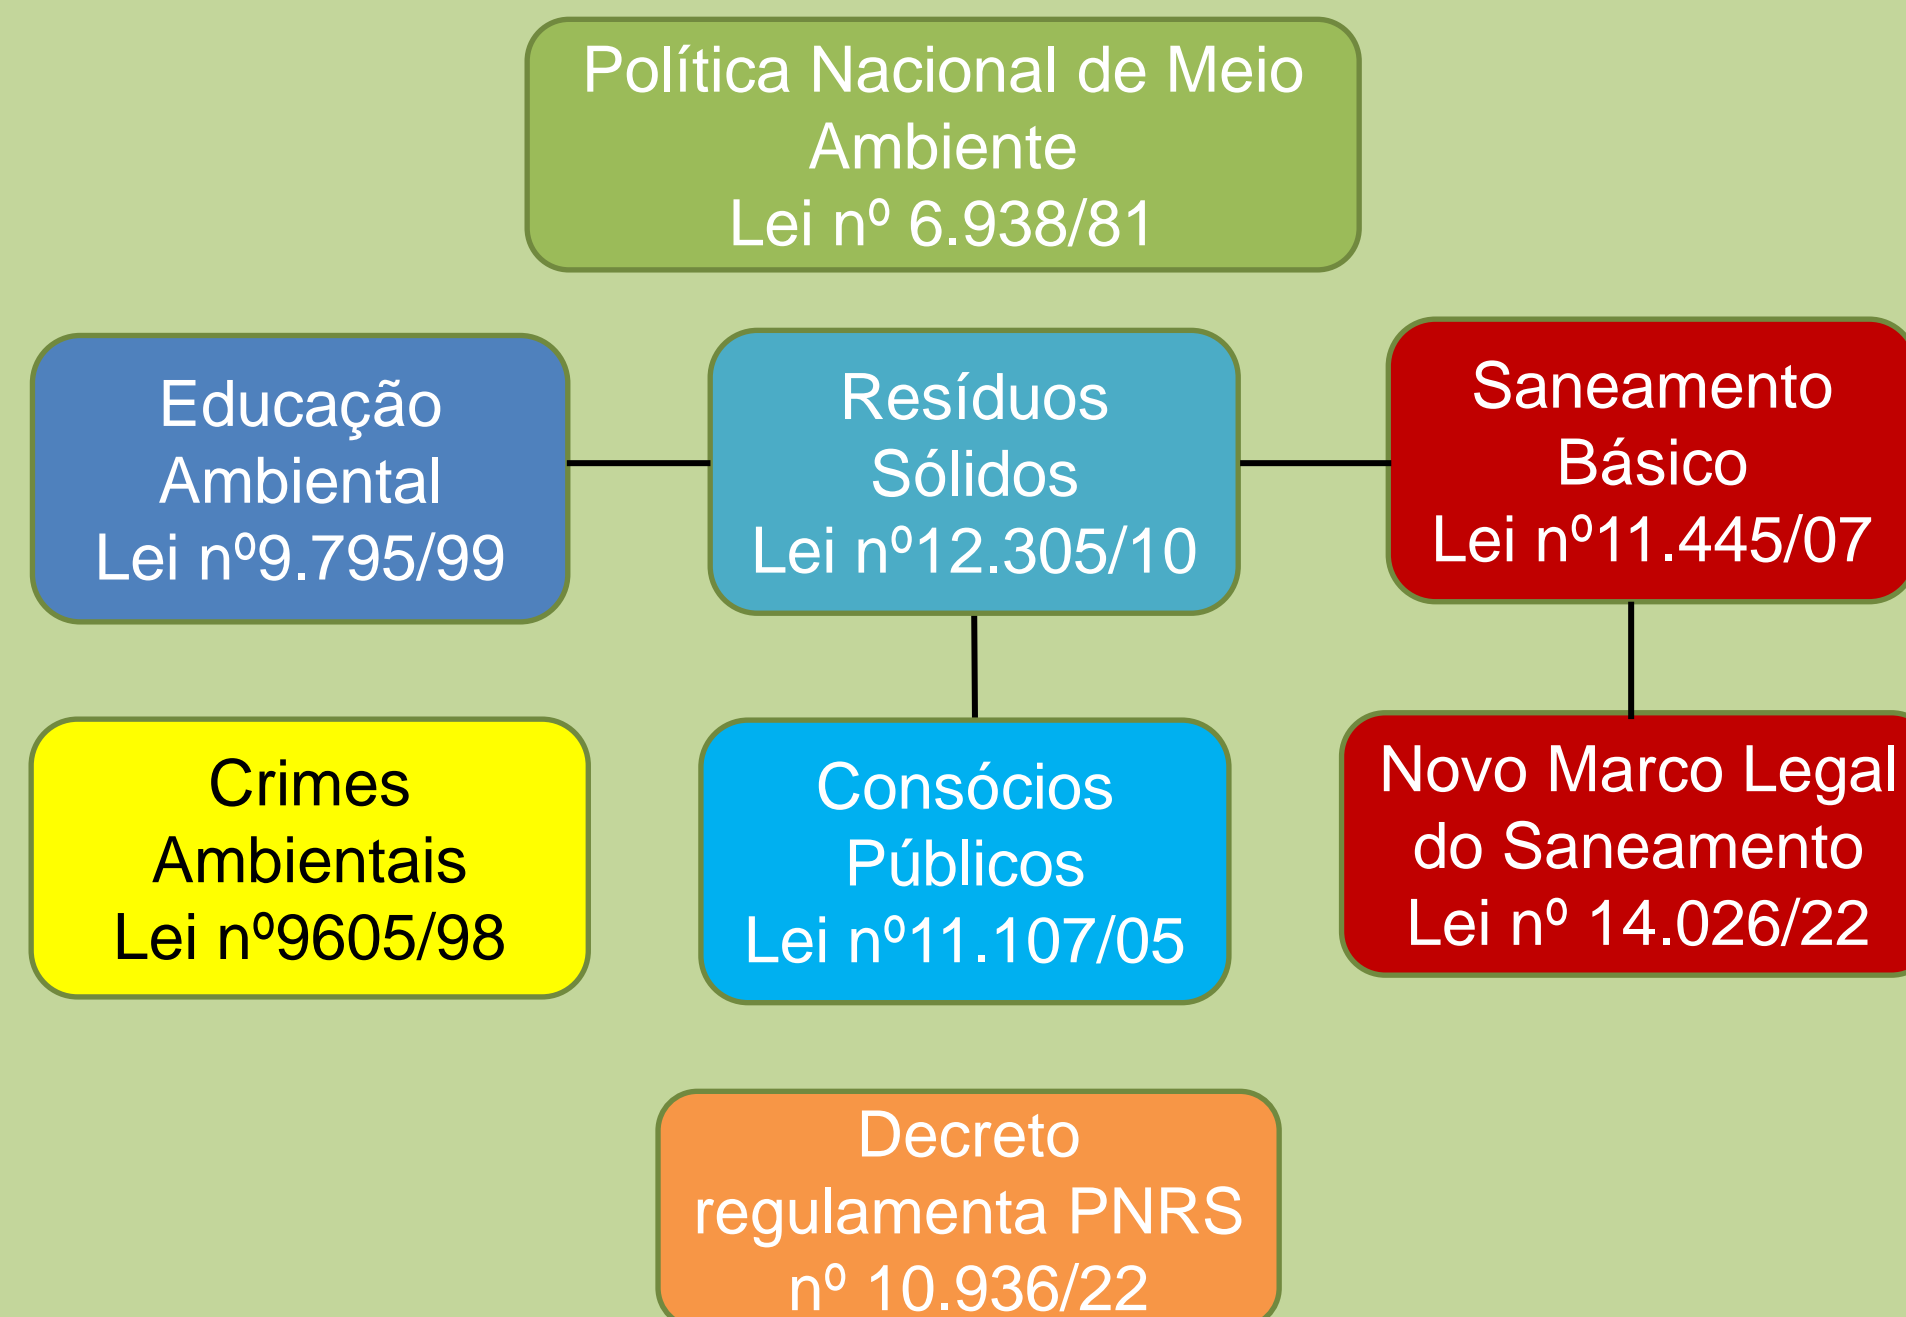 Política Nacional de Meio
Ambiente
Lei nº 6.938/81
Educação
Ambiental
Lei nº9.795/99
Resíduos
Sólidos
Lei nº12.305/10
Saneamento
Básico
Lei nº11.445/07
Crimes
Ambientais
Lei nº9605/98
Consócios
Públicos
Lei nº11.107/05
Novo Marco Legal
do Saneamento
Lei nº 14.026/22
Decreto
regulamenta PNRS
nº 10.936/22